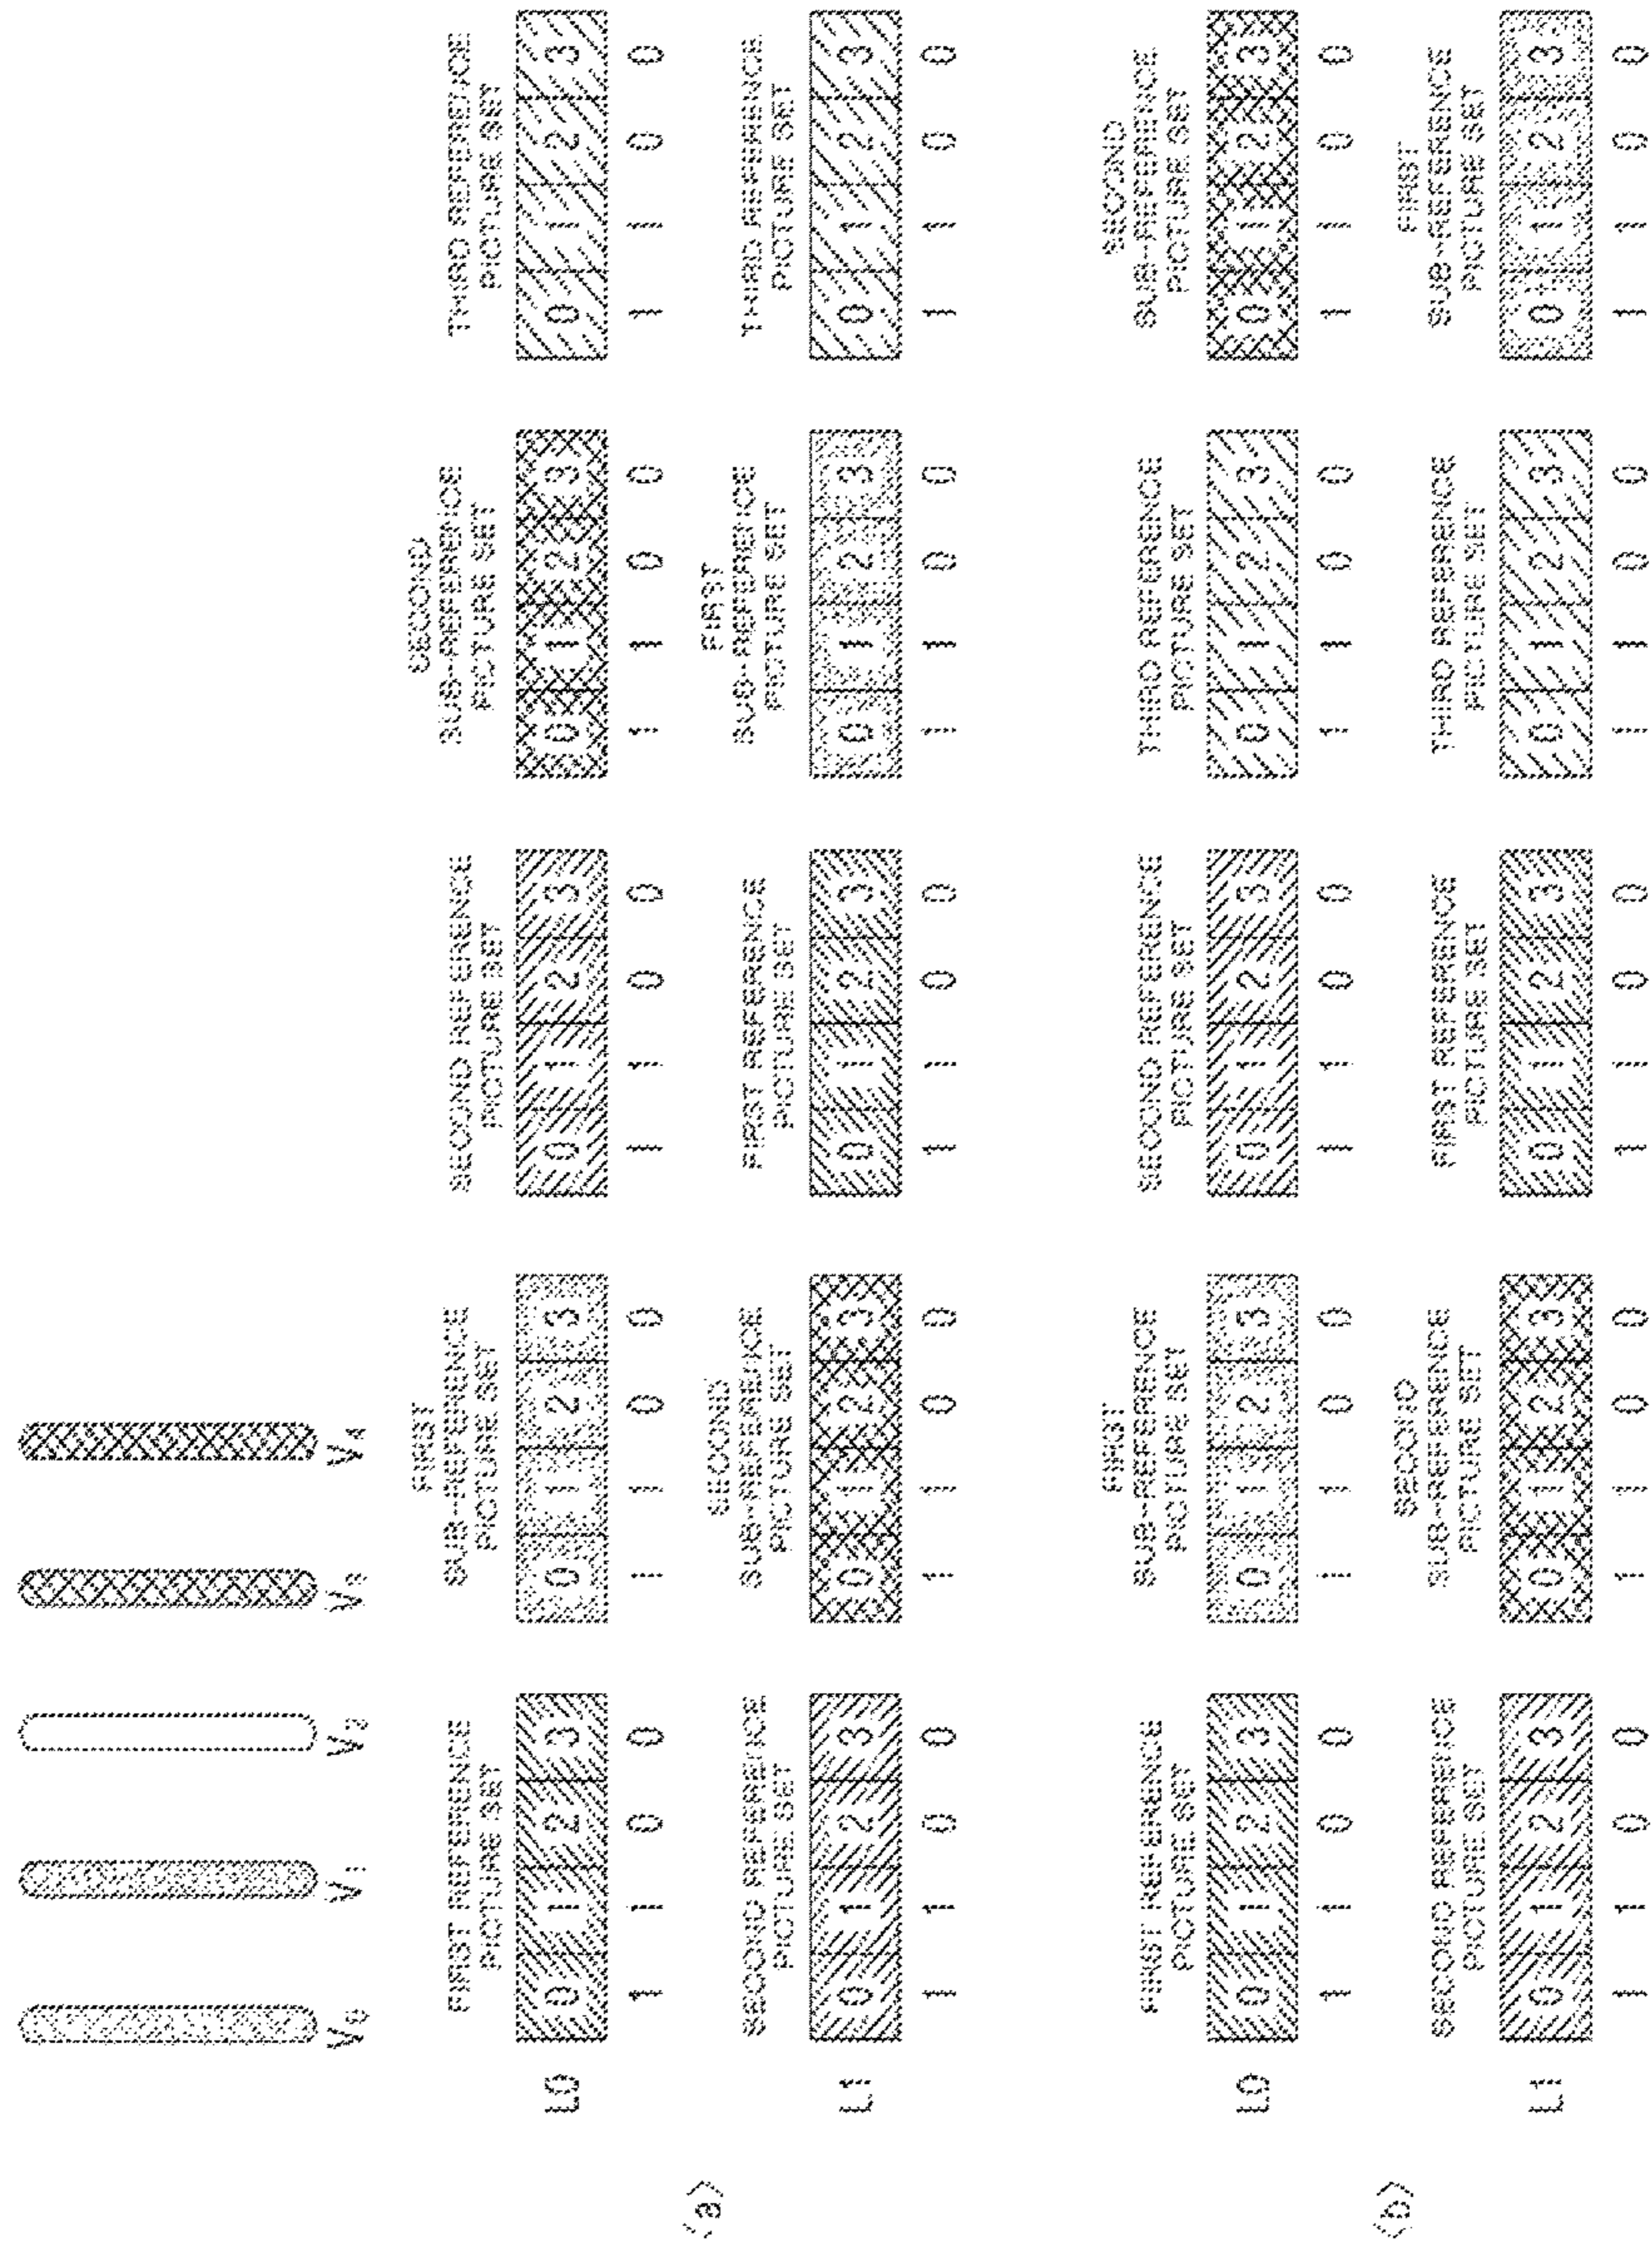 V0 V1 V2 V3 V4
FIRST SECOND
FIRST REFERENCE SUB-REFERENCE SECOND REFERENCE SUB-REFERENCE THIRD REFERENCE
PICTURE SET PICTURE SET PICTURE SET PICTURE SET PICTURE SET
L0 0 1 2 3 0 1 2 3 0 1 2 3 0 1 2 3 0 1 2 3
1 1 0 0 1 1 0 0 1 1 0 0 1 1 0 0 1 1 0 0
(a)
SECOND FIRST
SECOND REFERENCE SUB-REFERENCE FIRST REFERENCE SUB-REFERENCE THIRD REFERENCE
PICTURE SET PICTURE SET PICTURE SET PICTURE SET PICTURE SET
L1 0 1 2 3 0 1 2 3 0 1 2 3 0 1 2 3 0 1 2 3
1 1 0 0 1 1 0 0 1 1 0 0 1 1 0 0 1 1 0 0
FIRST SECOND
FIRST REFERENCE SUB-REFERENCE SECOND REFERENCE THIRD REFERENCE SUB-REFERENCE
PICTURE SET PICTURE SET PICTURE SET PICTURE SET PICTURE SET
L0 0 1 2 3 0 1 2 3 0 1 2 3 0 1 2 3 0 1 2 3
1 1 0 0 1 1 0 0 1 1 0 0 1 1 0 0 1 1 0 0
(b)
SECOND FIRST
SECOND REFERENCE SUB-REFERENCE FIRST REFERENCE THIRD REFERENCE SUB-REFERENCE
PICTURE SET PICTURE SET PICTURE SET PICTURE SET PICTURE SET
L1 0 1 2 3 0 1 2 3 0 1 2 3 0 1 2 3 0 1 2 3
1 1 0 0 1 1 0 0 1 1 0 0 1 1 0 0 1 1 0 0